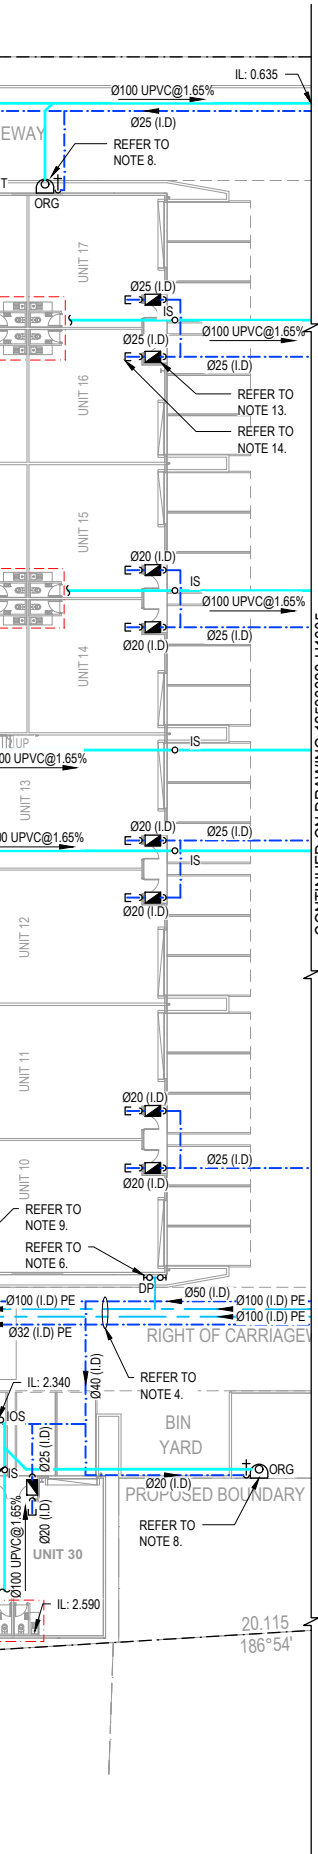 IL: 0.635
Ø100 UPVC@1.65%
Ø25 (I.D)
EWAY
REFER TO
NOTE 8.
T
ORG
UNIT 17
Ø25 (I.D)
IS
Ø100 UPVC@1.65%
Ø25 (I.D)
Ø25 (I.D)
UNIT 16
REFER TO
NOTE 13.
REFER TO
NOTE 14.
UNIT 15
Ø20 (I.D)
IS
Ø100 UPVC@1.65%
Ø20 (I.D)
Ø25 (I.D)
UNIT 14
IS
00 UPVC@1.65%
UNIT 13
Ø20 (I.D)
Ø25 (I.D)
00 UPVC@1.65%
IS
Ø20 (I.D)
UNIT 12
UNIT 11
Ø20 (I.D)
Ø25 (I.D)
Ø20 (I.D)
UNIT 10
REFER TO
NOTE 9.
REFER TO
NOTE 6.
DP
Ø50 (I.D)
Ø100 (I.D) PE
Ø100 (I.D) PE
Ø100 (I.D) PE
Ø32 (I.D) PE
RIGHT OF CARRIAGEW
Ø40 (I.D)
REFER TO
NOTE 4.
IL: 2.340
IOS
BIN
YARD
Ø25 (I.D)
IS
ORG
Ø20 (I.D)
PROPOSED BOUNDARY
Ø20 (I.D)
Ø100 UPVC@1.65%
REFER TO
NOTE 8.
UNIT 30
IL: 2.590
20.115
186°54'